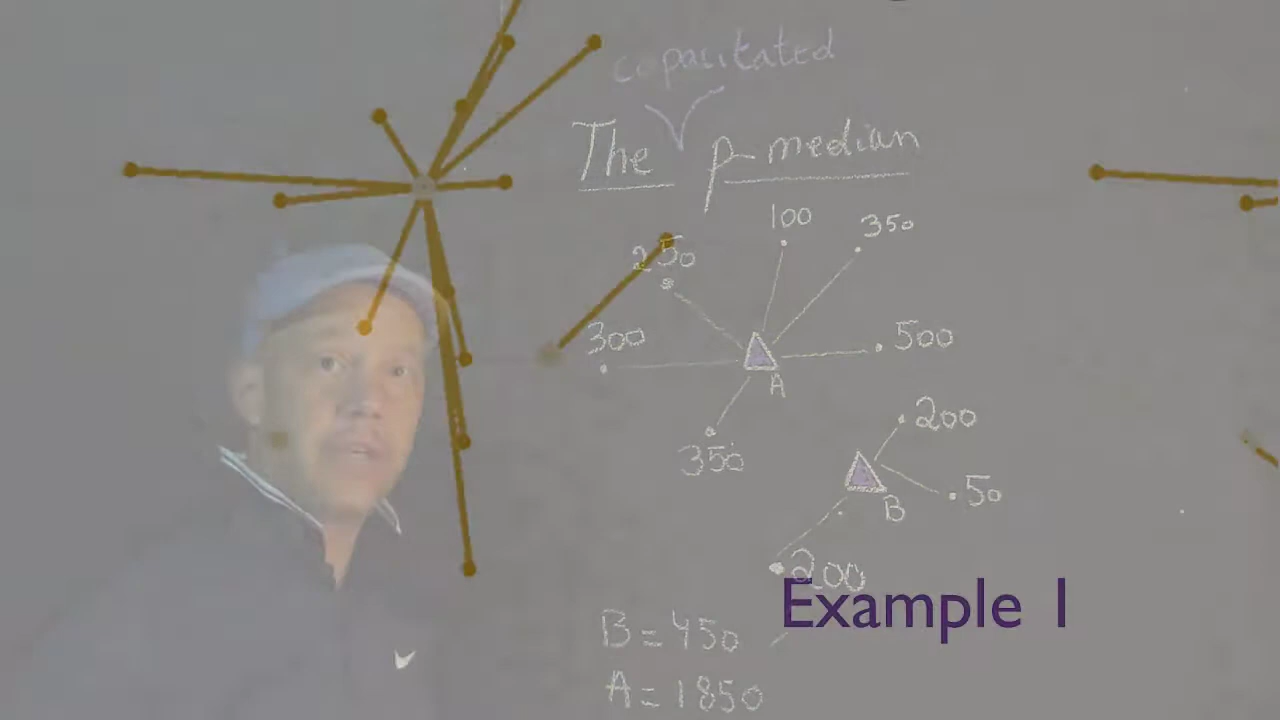 capacitated
The p-median
100
350
250
300
500
A
200
350
50
B
200
Example 1
B = 450
A = 1850